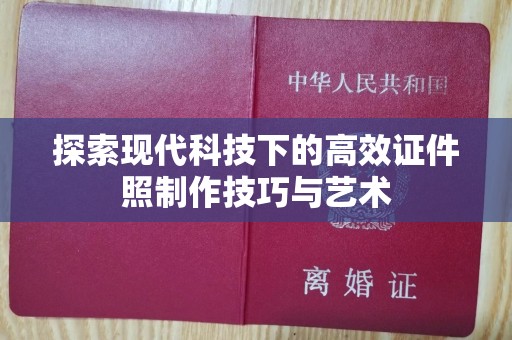 中华人民共和国
探索现代科技下的高效证件
照制作技巧与艺术
离婚证